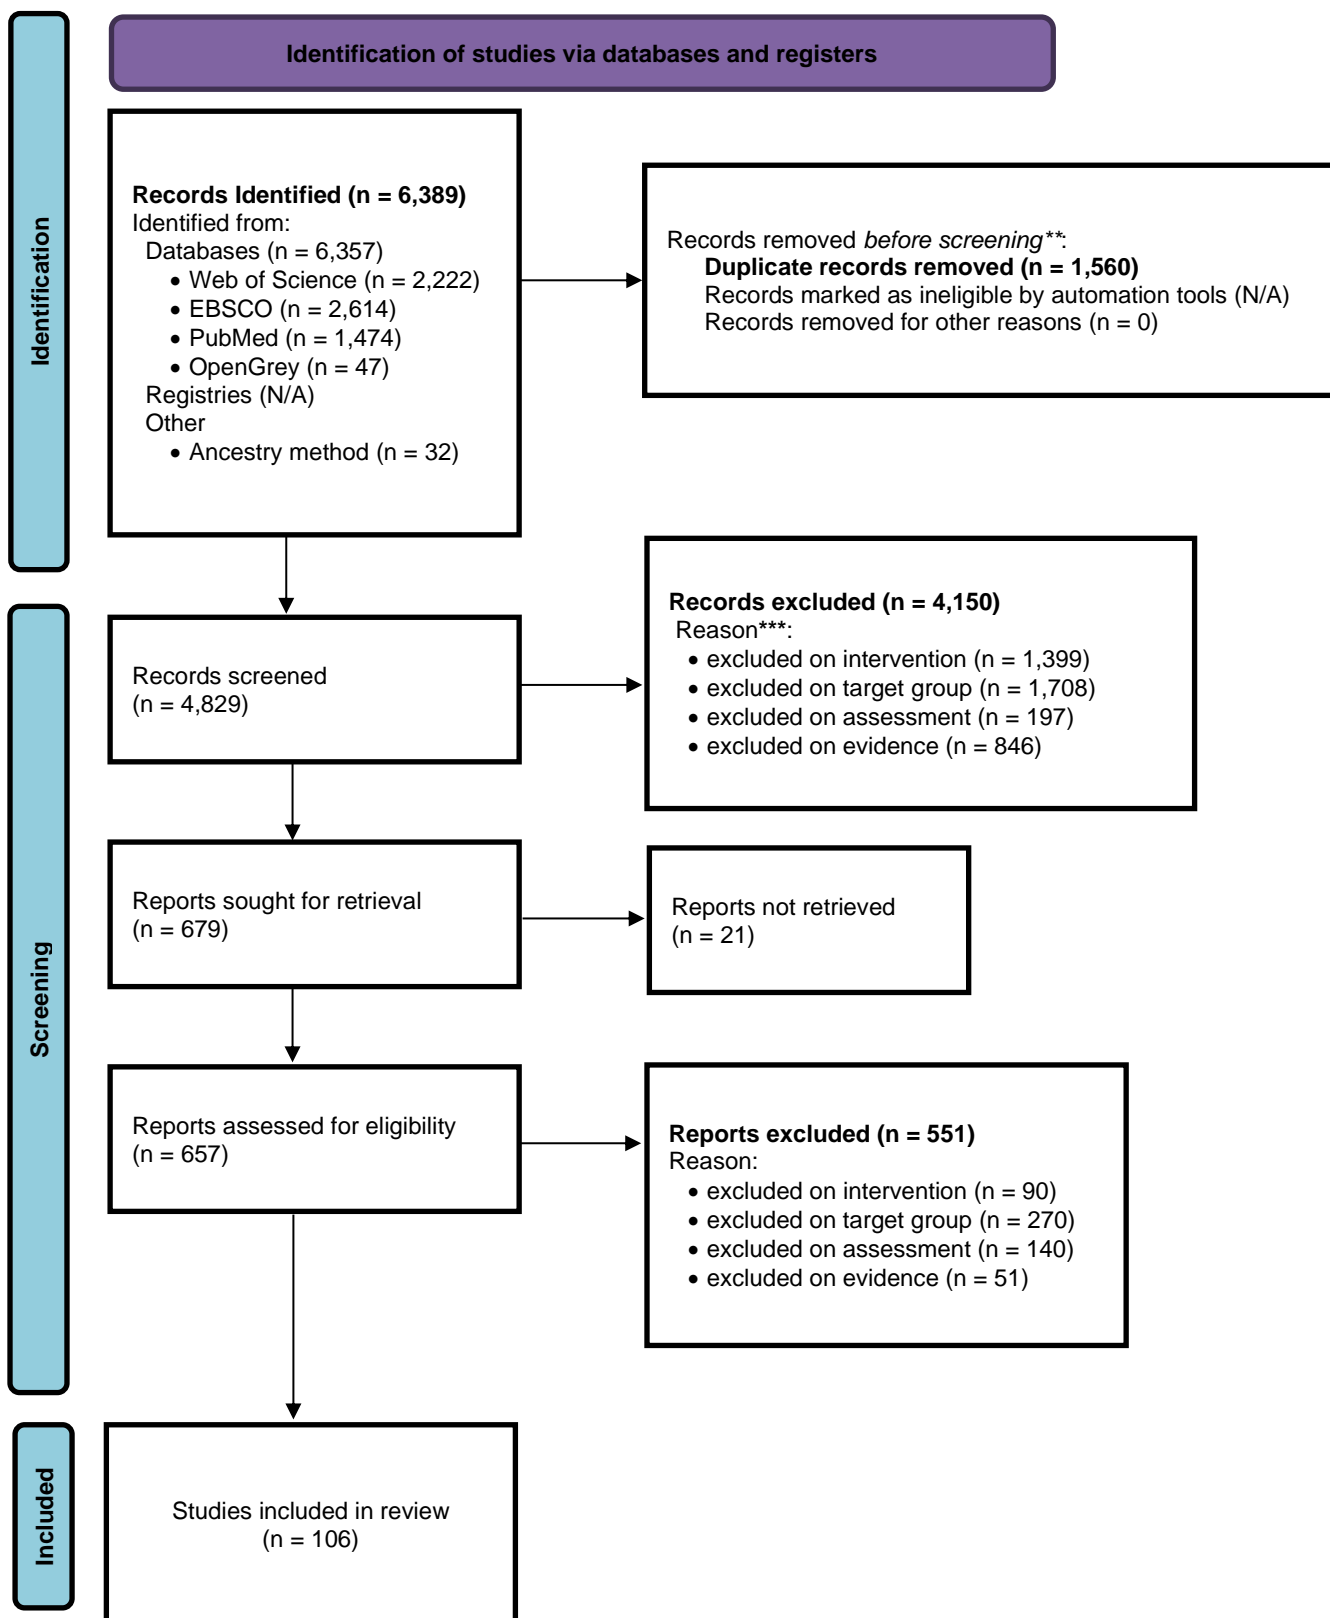 Identification of studies via databases and registers
Identification
Records Identified (n = 6,389)
Identified from:
Databases (n = 6,357)
• Web of Science (n = 2,222)
• EBSCO (n = 2,614)
• PubMed (n = 1,474)
• OpenGrey (n = 47)
Registries (N/A)
Other
• Ancestry method (n = 32)
Records removed before screening**:
Duplicate records removed (n = 1,560)
Records marked as ineligible by automation tools (N/A)
Records removed for other reasons (n = 0)
Screening
Records screened
(n = 4,829)
Records excluded (n = 4,150)
Reason***:
• excluded on intervention (n = 1,399)
• excluded on target group (n = 1,708)
• excluded on assessment (n = 197)
• excluded on evidence (n = 846)
Reports sought for retrieval
(n = 679)
Reports not retrieved
(n = 21)
Reports assessed for eligibility
(n = 657)
Reports excluded (n = 551)
Reason:
• excluded on intervention (n = 90)
• excluded on target group (n = 270)
• excluded on assessment (n = 140)
• excluded on evidence (n = 51)
Included
Studies included in review
(n = 106)